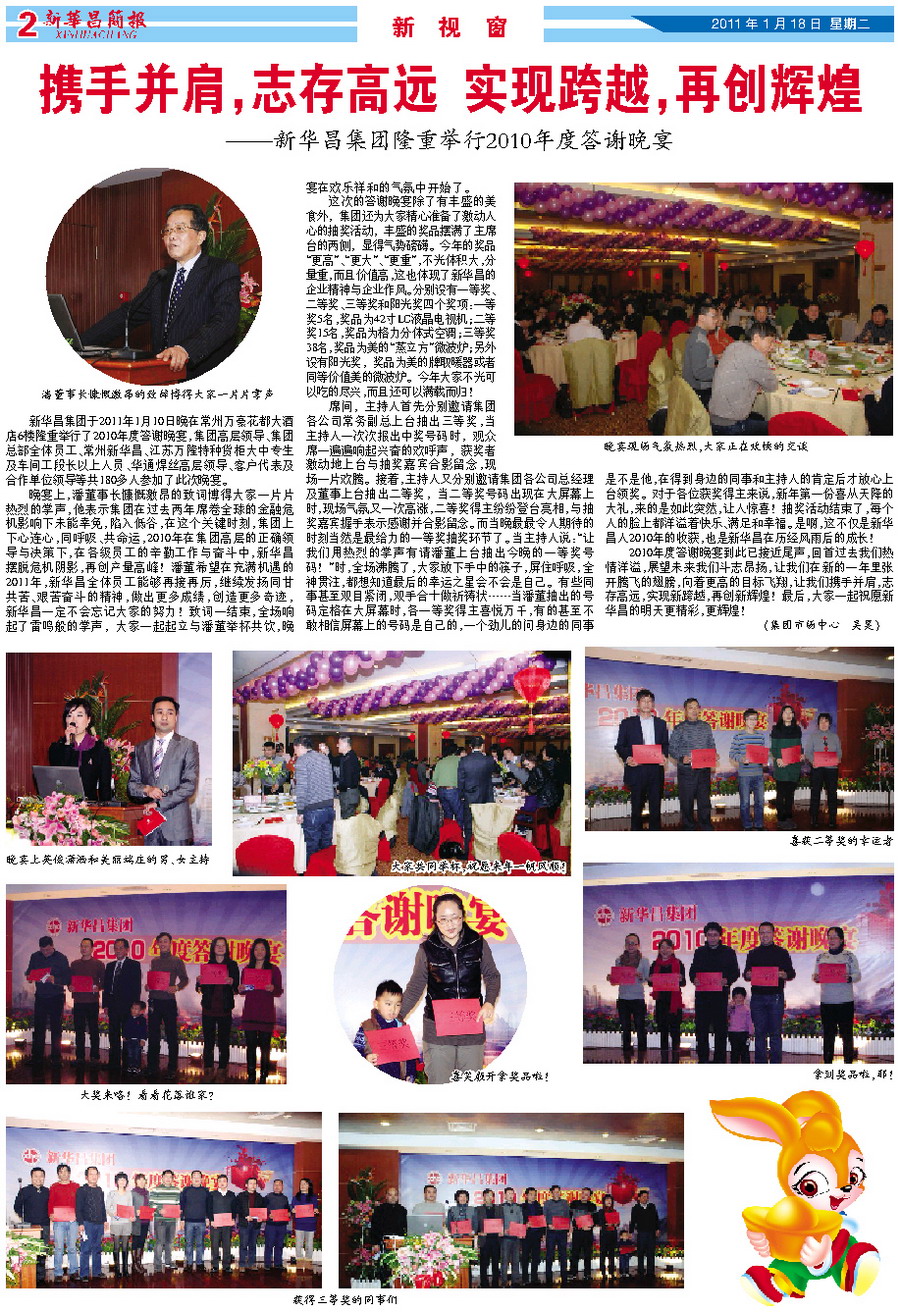 2 新華昌簡報
XINHUACHANG
新 视 窗
2011年1月18日 星期二
携手并肩,志存高远 实现跨越,再创辉煌
——新华昌集团隆重举行2010年度答谢晚宴
潘董事长慷慨激昂的致辞博得大家一片片掌声
新华昌集团于2011年1月10日晚在常州万豪花都大酒
店6楼隆重举行了2010年度答谢晚宴,集团高层领导、集团
总部全体员工、常州新华昌、江苏万隆特种货柜大中专生
及车间工段长以上人员、华通焊丝高层领导、客户代表及
合作单位领导等共180多人参加了此次晚宴。
晚宴上,潘董事长慷慨激昂的致词博得大家一片片
热烈的掌声,他表示集团在过去两年席卷全球的金融危
机影响下未能幸免,陷入低谷,在这个关键时刻,集团上
下心连心,同呼吸、共命运,2010年在集团高层的正确领
导与决策下,在各级员工的辛勤工作与奋斗中,新华昌
摆脱危机阴影,再创产量高峰!潘董希望在充满机遇的
2011年,新华昌全体员工能够再接再厉,继续发扬同甘
共苦、艰苦奋斗的精神,做出更多成绩,创造更多奇迹,
新华昌一定不会忘记大家的努力!致词一结束,全场响
起了雷鸣般的掌声,大家一起起立与潘董举杯共饮,晚
宴在欢乐祥和的气氛中开始了。
这次的答谢晚宴除了有丰盛的美
食外,集团还为大家精心准备了激动人
心的抽奖活动,丰盛的奖品摆满了主席
台的两侧,显得气势磅礴。今年的奖品
“更高”、“更大”、“更重”,不光体积大,分
量重,而且价值高,这也体现了新华昌的
企业精神与企业作风。分别设有一等奖、
二等奖、三等奖和阳光奖四个奖项:一等
奖5名,奖品为42寸LC液晶电视机;二等
奖15名,奖品为格力分体式空调;三等奖
38名,奖品为美的“蒸立方”微波炉;另外
设有阳光奖,奖品为美的牌取暖器或者
同等价值美的微波炉。今年大家不光可
以吃的尽兴,而且还可以满载而归!
席间,主持人首先分别邀请集团
各公司常务副总上台抽出三等奖,当
主持人一次次报出中奖号码时,观众
席一遍遍响起兴奋的欢呼声,获奖者
激动地上台与抽奖嘉宾合影留念,现
场一片欢腾。接着,主持人又分别邀请集团各公司总经理
及董事上台抽出二等奖,当二等奖号码出现在大屏幕上
时,现场气氛又一次高涨,二等奖得主纷纷登台亮相,与抽
奖嘉宾握手表示感谢并合影留念。而当晚最最令人期待的
时刻当然是最给力的一等奖抽奖环节了。当主持人说:“让
我们用热烈的掌声有请潘董上台抽出今晚的一等奖号
码!”时,全场沸腾了,大家放下手中的筷子,屏住呼吸,全
神贯注,都想知道最后的幸运之星会不会是自己。有些同
事甚至双目紧闭,双手合十做祈祷状……当潘董抽出的号
码定格在大屏幕时,各一等奖得主喜悦万千,有的甚至不
敢相信屏幕上的号码是自己的,一个劲儿的问身边的同事
晚宴现场气氛热烈,大家正在欢愉的交谈
是不是他,在得到身边的同事和主持人的肯定后才放心上
台领奖。对于各位获奖得主来说,新年第一份喜从天降的
大礼,来的是如此突然,让人惊喜!抽奖活动结束了,每个
人的脸上都洋溢着快乐、满足和幸福。是啊,这不仅是新华
昌人2010年的收获,也是新华昌在历经风雨后的成长!
2010年度答谢晚宴到此已接近尾声,回首过去我们热
情洋溢,展望未来我们斗志昂扬,让我们在新的一年里张
开腾飞的翅膀,向着更高的目标飞翔,让我们携手并肩,志
存高远,实现新跨越,再创新辉煌!最后,大家一起祝愿新
华昌的明天更精彩,更辉煌!
(集团市场中心 吴旻)
晚宴上英俊潇洒和美丽端庄的男、女主持
大家共同举杯,祝愿来年一帆风顺!
喜获二等奖的幸运者
新华昌集团
2010年度答谢晚宴
大奖来咯!看看花落谁家?
答谢晚宴
三等奖
三等奖
喜笑颜开拿奖品啦!
新华昌集团
2010年度答谢晚宴
拿到奖品啦,耶!
新华昌集团
新华昌集团
获得三等奖的同事们